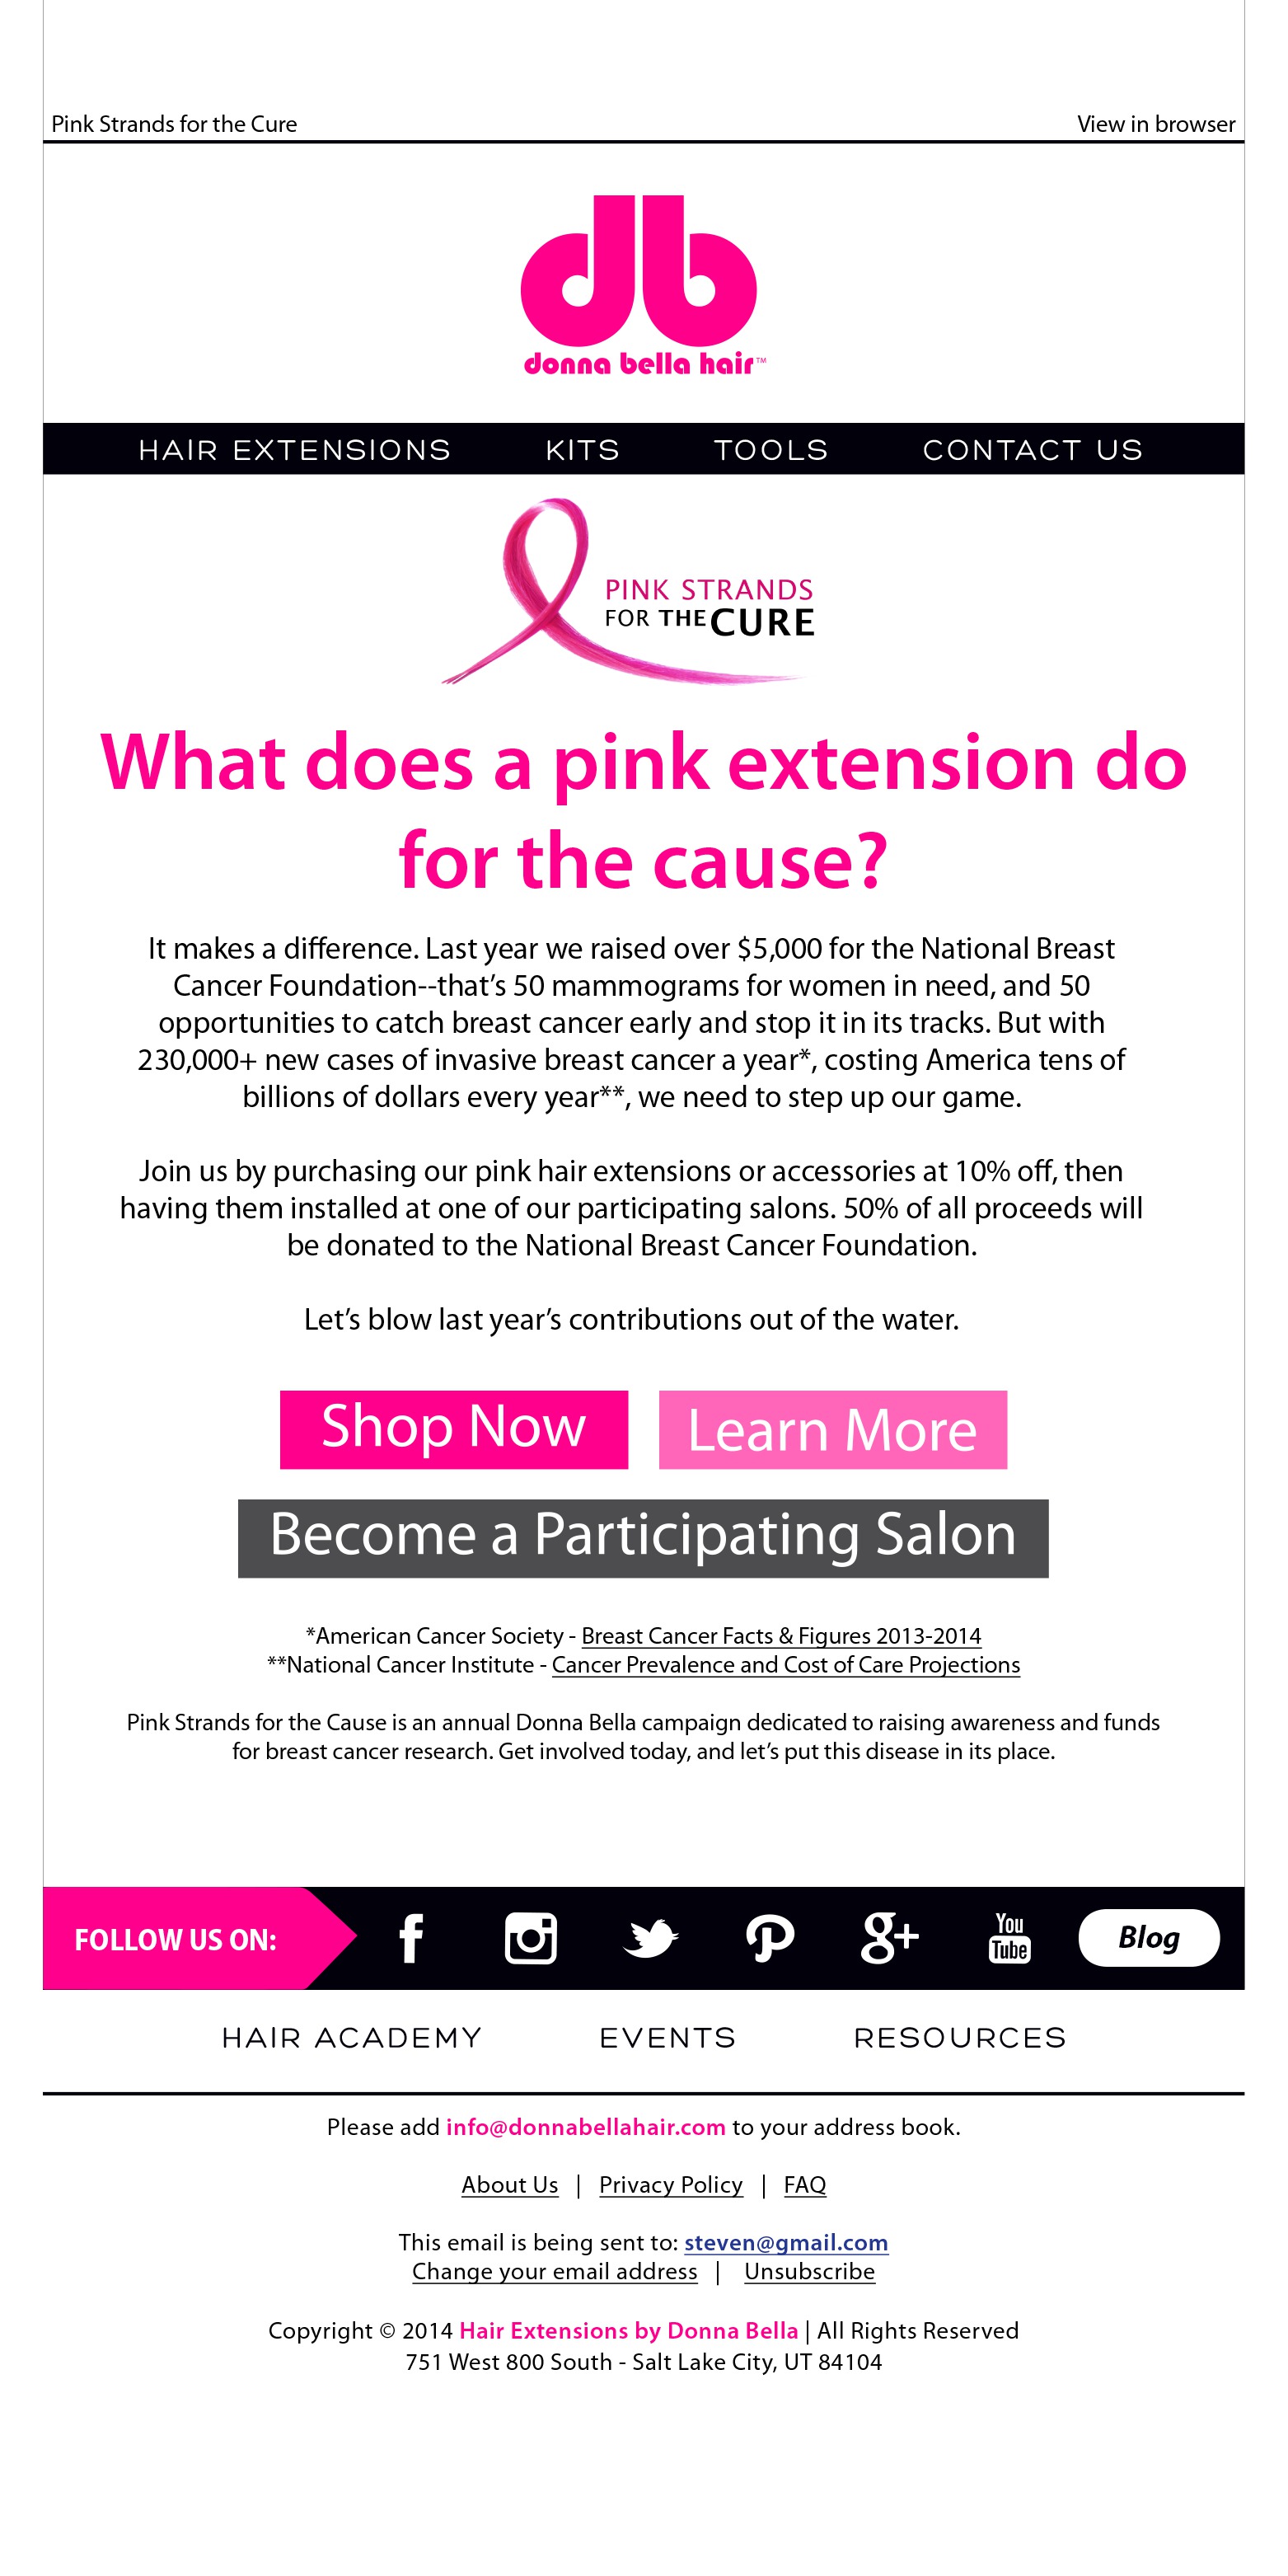 Pink Strands for the Cure
View in browser
db
donna bella hair™
HAIR EXTENSIONS KITS TOOLS CONTACT US
PINK STRANDS
FOR THE CURE
What does a pink extension do
for the cause?
It makes a difference. Last year we raised over $5,000 for the National Breast
Cancer Foundation--that’s 50 mammograms for women in need, and 50
opportunities to catch breast cancer early and stop it in its tracks. But with
230,000+ new cases of invasive breast cancer a year*, costing America tens of
billions of dollars every year**, we need to step up our game.
Join us by purchasing our pink hair extensions or accessories at 10% off, then
having them installed at one of our participating salons. 50% of all proceeds will
be donated to the National Breast Cancer Foundation.
Let’s blow last year’s contributions out of the water.
Shop Now
Learn More
Become a Participating Salon
*American Cancer Society - Breast Cancer Facts & Figures 2013-2014
**National Cancer Institute - Cancer Prevalence and Cost of Care Projections
Pink Strands for the Cause is an annual Donna Bella campaign dedicated to raising awareness and funds
for breast cancer research. Get involved today, and let’s put this disease in its place.
FOLLOW US ON:
f
g+
You
Tube
Blog
HAIR ACADEMY EVENTS RESOURCES
Please add info@donnabellahair.com to your address book.
About Us | Privacy Policy | FAQ
This email is being sent to: steven@gmail.com
Change your email address | Unsubscribe
Copyright © 2014 Hair Extensions by Donna Bella | All Rights Reserved
751 West 800 South - Salt Lake City, UT 84104